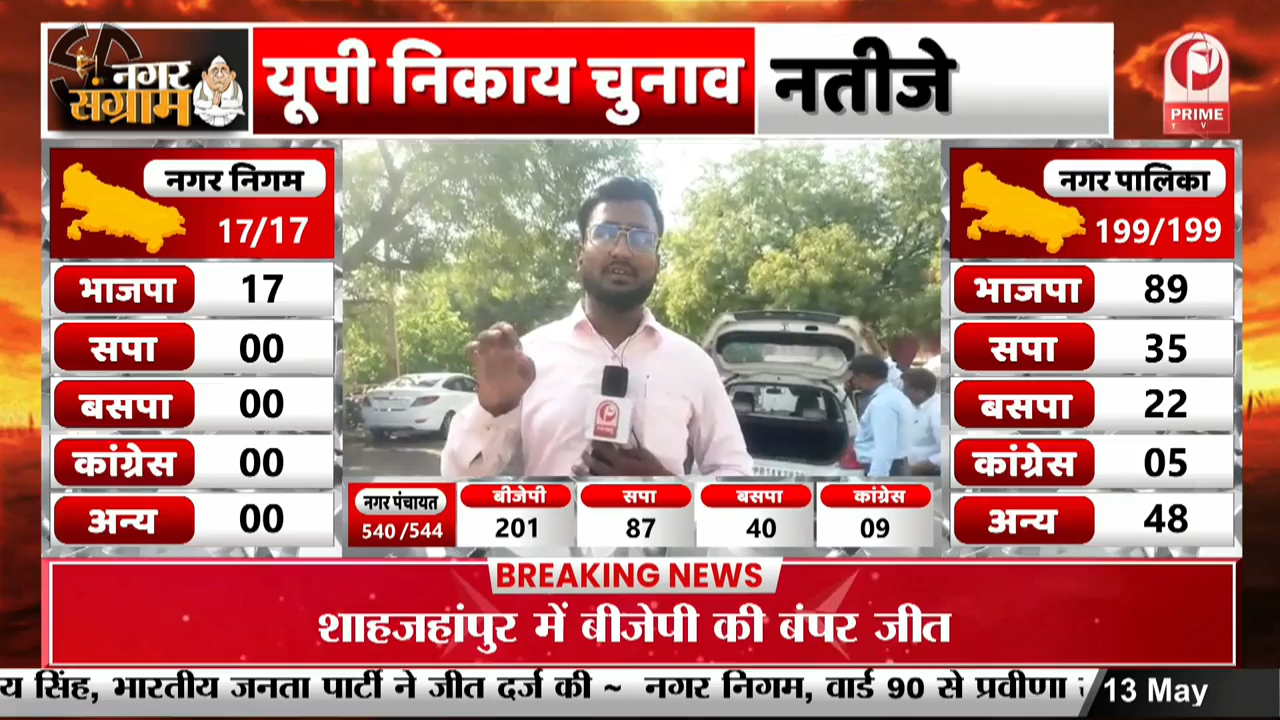 नगर संग्राम
यूपी निकाय चुनाव नतीजे
PRIME
TV
नगर निगम
17/17
भाजपा 17
सपा 00
बसपा 00
कांग्रेस 00
अन्य 00
नगर पालिका
199/199
भाजपा 89
सपा 35
बसपा 22
कांग्रेस 05
अन्य 48
नगर पंचायत
540/544
बीजेपी 201
सपा 87
बसपा 40
कांग्रेस 09
BREAKING NEWS
शाहजहांपुर में बीजेपी की बंपर जीत
य सिंह, भारतीय जनता पार्टी ने जीत दर्ज की ~ नगर निगम, वार्ड 90 से प्रवीणा
13 May